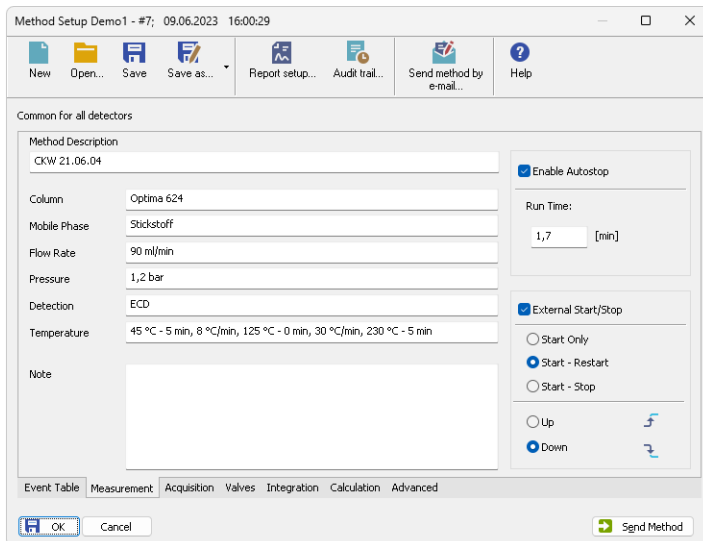 Method Setup Demo1 - #7;  09.06.2023  16:00:29
New Open... Save Save as... Report setup... Audit trail... Send method by e-mail... Help
Common for all detectors
Method Description
CKW 21.06.04
Column Optima 624
Mobile Phase Stickstoff
Flow Rate 90 ml/min
Pressure 1,2 bar
Detection ECD
Temperature 45 °C - 5 min, 8 °C/min, 125 °C - 0 min, 30 °C/min, 230 °C - 5 min
Note
Enable Autostop
Run Time:
1,7 [min]
External Start/Stop
Start Only
Start - Restart
Start - Stop
Up
Down
Event Table Measurement Acquisition Valves Integration Calculation Advanced
OK Cancel Send Method